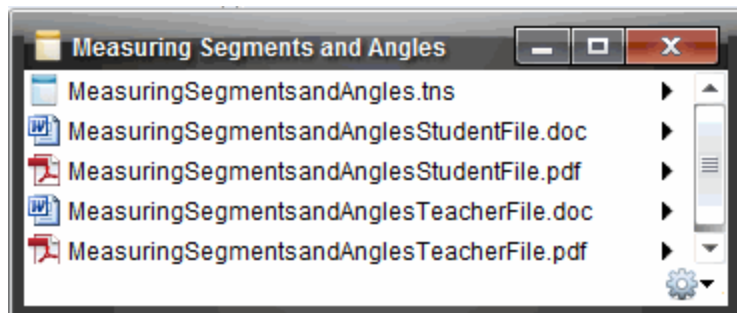 Measuring Segments and Angles
MeasuringSegmentsandAngles.tns
MeasuringSegmentsandAnglesStudentFile.doc
MeasuringSegmentsandAnglesStudentFile.pdf
MeasuringSegmentsandAnglesTeacherFile.doc
MeasuringSegmentsandAnglesTeacherFile.pdf